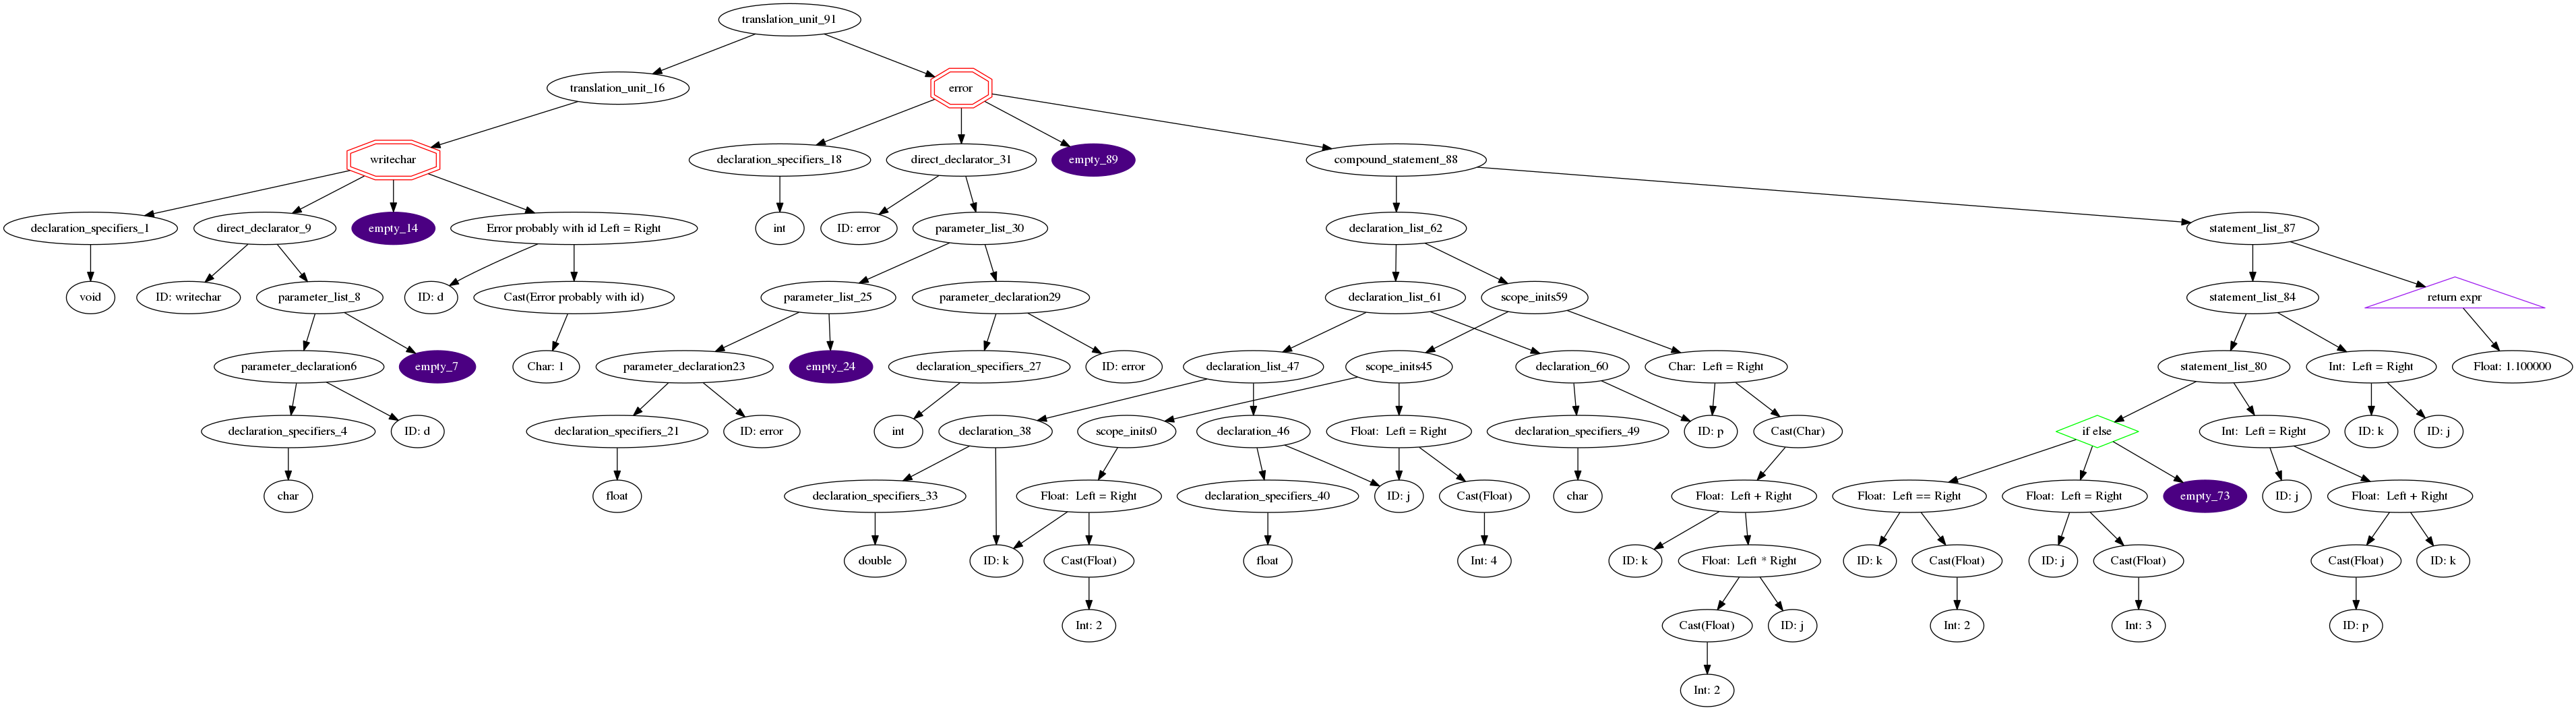 translation_unit_91
translation_unit_16
error
writechar
declaration_specifiers_18
direct_declarator_31
empty_89
compound_statement_88
declaration_specifiers_1
direct_declarator_9
empty_14
Error probably with id Left = Right
int
ID: error
parameter_list_30
declaration_list_62
statement_list_87
void
ID: writechar
parameter_list_8
ID: d
Cast(Error probably with id)
parameter_list_25
parameter_declaration29
declaration_list_61
scope_inits59
statement_list_84
return expr
parameter_declaration6
empty_7
Char: 1
parameter_declaration23
empty_24
declaration_specifiers_27
ID: error
declaration_list_47
scope_inits45
declaration_60
Char: Left = Right
statement_list_80
Int: Left = Right
Float: 1.100000
declaration_specifiers_4
ID: d
declaration_specifiers_21
ID: error
int
declaration_38
scope_inits0
declaration_46
Float: Left = Right
declaration_specifiers_49
ID: p
Cast(Char)
if else
Int: Left = Right
ID: k
ID: j
char
float
declaration_specifiers_33
Float: Left = Right
declaration_specifiers_40
ID: j
Cast(Float)
char
Float: Left + Right
Float: Left == Right
Float: Left = Right
empty_73
ID: j
Float: Left + Right
double
ID: k
Cast(Float)
float
Int: 4
ID: k
Float: Left * Right
ID: k
Cast(Float)
ID: j
Cast(Float)
Cast(Float)
ID: k
Int: 2
Cast(Float)
ID: j
Int: 2
Int: 3
ID: p
Int: 2